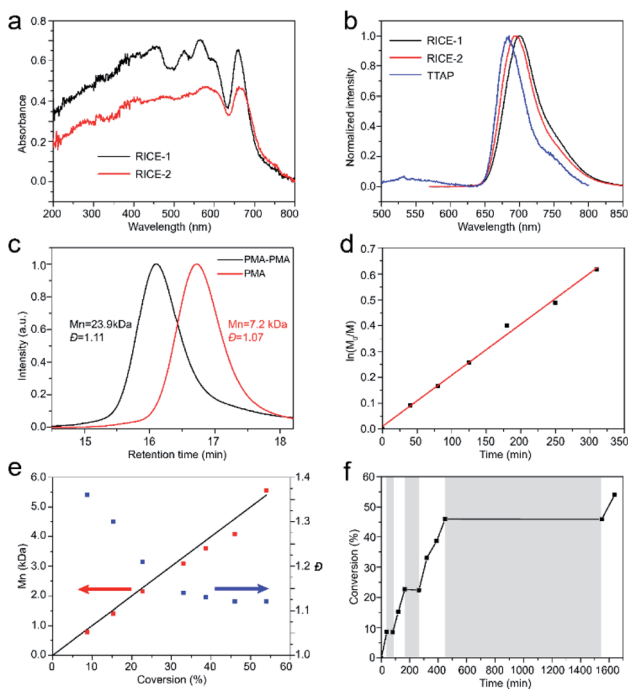 a
Absorbance
0.8
0.6
0.4
0.2
0.0
RICE-1
RICE-2
200 300 400 500 600 700 800
Wavelength (nm)
b
Normalized intensity
1.0
0.8
0.6
0.4
0.2
0.0
RICE-1
RICE-2
TTAP
500 550 600 650 700 750 800 850
Wavelength (nm)
c
Intensity (a.u.)
1.0
0.8
0.6
0.4
0.2
0.0
PMA-PMA
PMA
Mn=23.9kDa
Đ=1.11
Mn=7.2 kDa
Đ=1.07
15 16 17 18
Retention time (min)
d
ln(M0/M)
0.7
0.6
0.5
0.4
0.3
0.2
0.1
0.0
0 50 100 150 200 250 300 350
Time (min)
e
Mn (kDa)
6.0
5.0
4.0
3.0
2.0
1.0
0.0
1.4
1.3
1.2
1.1
1.0
Đ
0 10 20 30 40 50 60
Coversion (%)
f
Conversion (%)
60
50
40
30
20
10
0
0 200 400 600 800 1000 1200 1400 1600
Time (min)